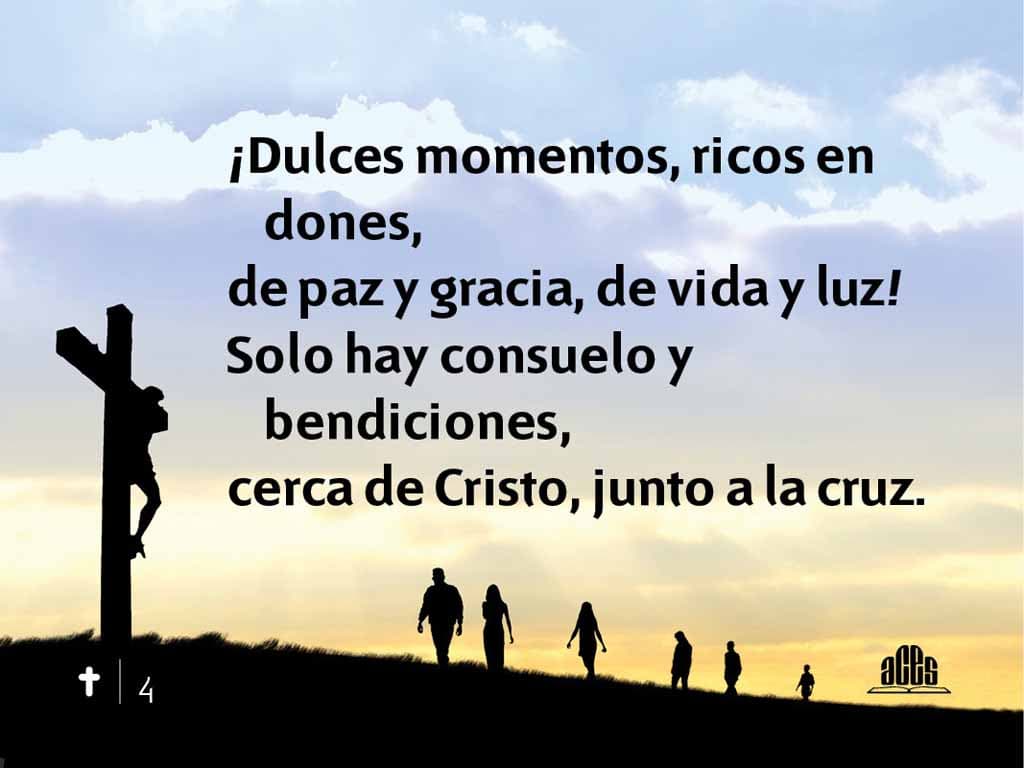 ¡Dulces momentos, ricos en
dones,
de paz y gracia, de vida y luz!
Solo hay consuelo y
bendiciones,
cerca de Cristo, junto a la cruz.
4
aces